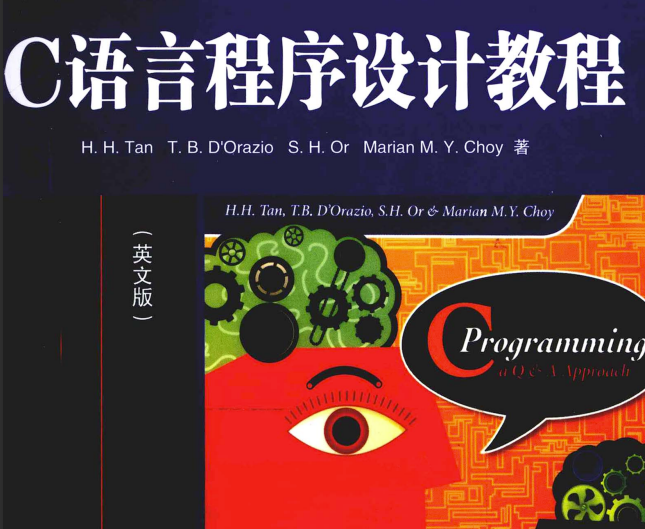 C语言程序设计教程
H. H. Tan T. B. D'Orazio S. H. Or Marian M. Y. Choy 著
(英文版)
H.H. Tan, T.B. D'Orazio, S.H. Or & Marian M.Y. Choy
C Programming
a Q & A Approach